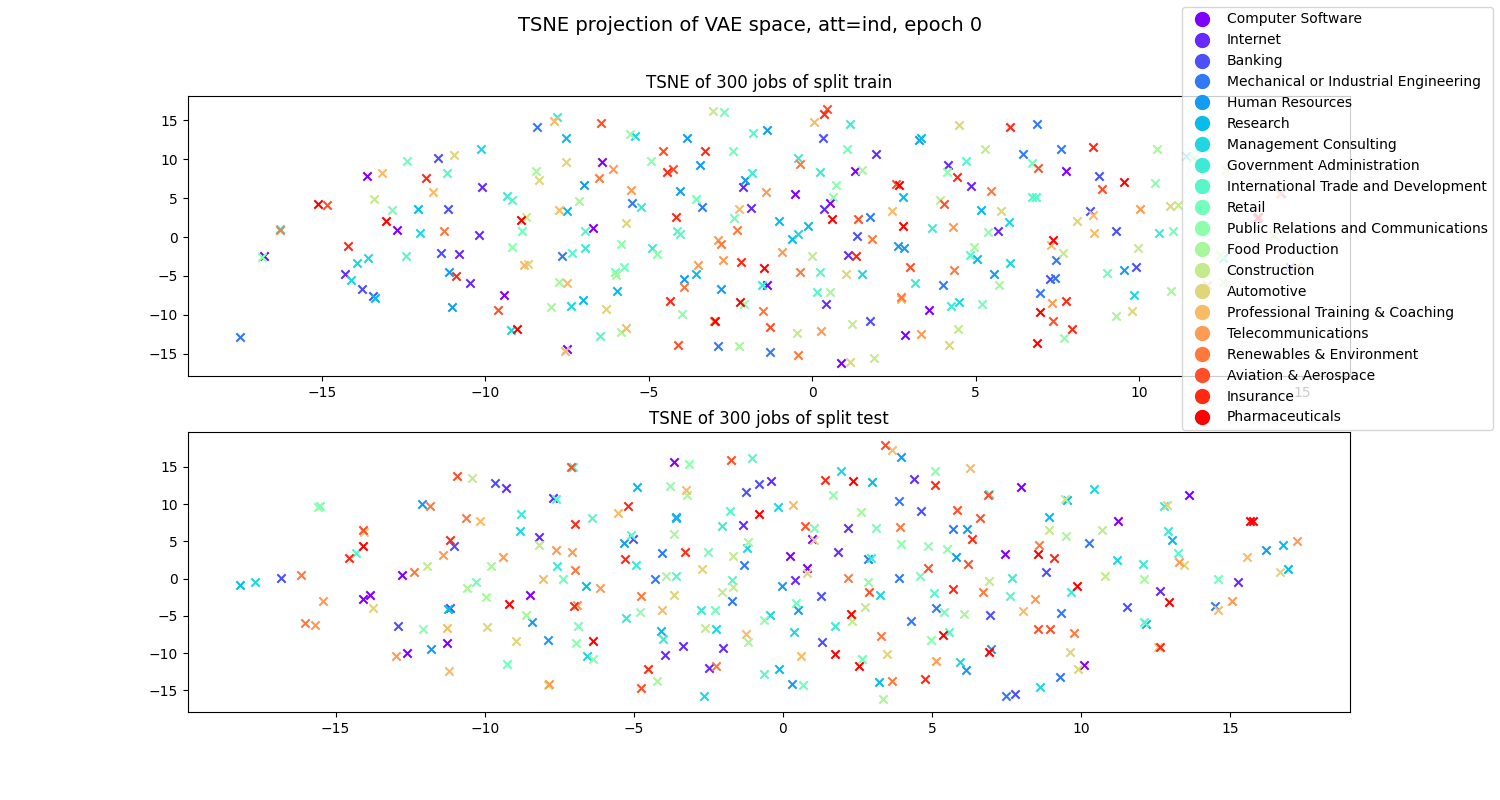 TSNE projection of VAE space, att=ind, epoch 0
TSNE of 300 jobs of split train
15
10
5
0
−5
−10
−15
−15
−10
−5
0
5
10
15
Computer Software
Internet
Banking
Mechanical or Industrial Engineering
Human Resources
Research
Management Consulting
Government Administration
International Trade and Development
Retail
Public Relations and Communications
Food Production
Construction
Automotive
Professional Training & Coaching
Telecommunications
Renewables & Environment
Aviation & Aerospace
Insurance
Pharmaceuticals
TSNE of 300 jobs of split test
15
10
5
0
−5
−10
−15
−15
−10
−5
0
5
10
15